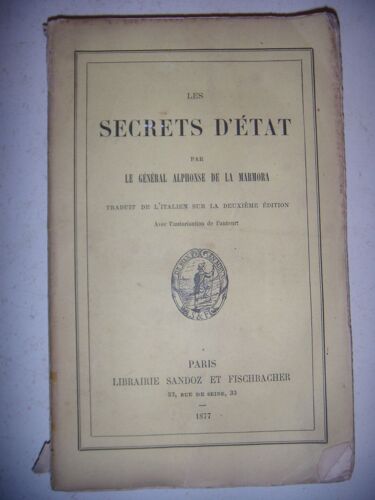 LES
SECRETS D'ÉTAT
PAR
LE GÉNÉRAL ALPHONSE DE LA MARMORA
TRADUIT DE L'ITALIEN SUR LA DEUXIÈME ÉDITION
Avec l'autorisation de l'auteur
S & F
PARIS
LIBRAIRIE SANDOZ ET FISCHBACHER
33, RUE DE SEINE, 33
1877